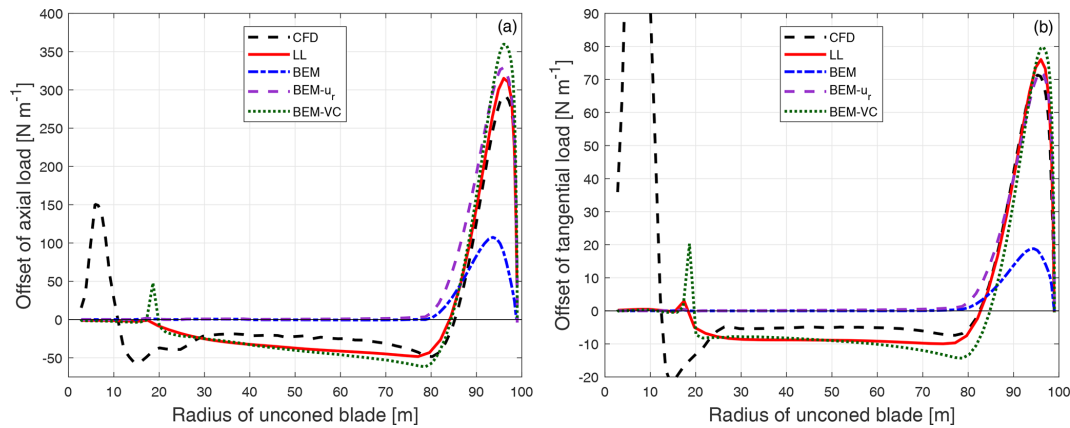 (a)
CFD
LL
BEM
BEM-u_r
BEM-VC
Offset of axial load [N m⁻¹]
400
350
300
250
200
150
100
50
0
-50
0 10 20 30 40 50 60 70 80 90 100
Radius of unconed blade [m]
(b)
CFD
LL
BEM
BEM-u_r
BEM-VC
Offset of tangential load [N m⁻¹]
90
80
70
60
50
40
30
20
10
0
-10
-20
0 10 20 30 40 50 60 70 80 90 100
Radius of unconed blade [m]